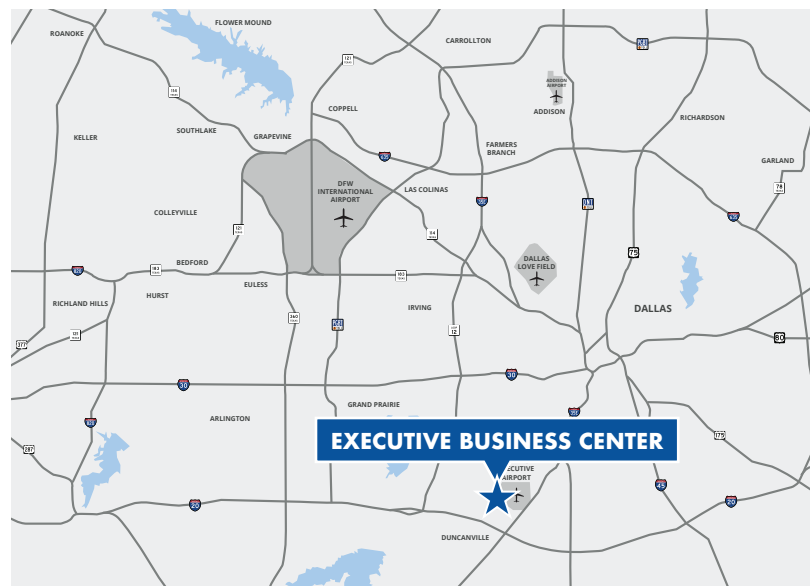 FLOWER MOUND
ROANOKE
CARROLLTON
121
ADDISON
AIRPORT
114
COPPELL
ADDISON
RICHARDSON
SOUTHLAKE
GRAPEVINE
KELLER
FARMERS
BRANCH
GARLAND
DFW
INTERNATIONAL
AIRPORT
LAS COLINAS
78
COLLEYVILLE
121
114
75
BEDFORD
183
DALLAS
LOVE FIELD
183
EULESS
HURST
RICHLAND HILLS
IRVING
DALLAS
360
12
377
80
30
30
GRAND PRAIRIE
ARLINGTON
175
287
EXECUTIVE BUSINESS CENTER
AIRPORT
45
20
20
DUNCANVILLE